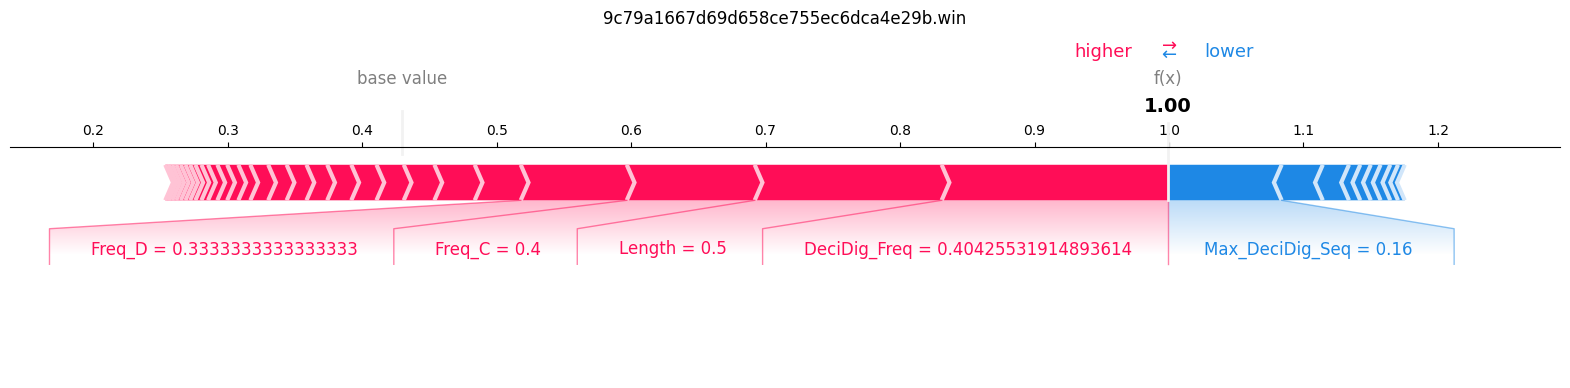 9c79a1667d69d658ce755ec6dca4e29b.win
higher ⇄ lower
base value f(x)
1.00
0.2 0.3 0.4 0.5 0.6 0.7 0.8 0.9 1.0 1.1 1.2
Freq_D = 0.3333333333333333 Freq_C = 0.4 Length = 0.5 DeciDig_Freq = 0.40425531914893614 Max_DeciDig_Seq = 0.16